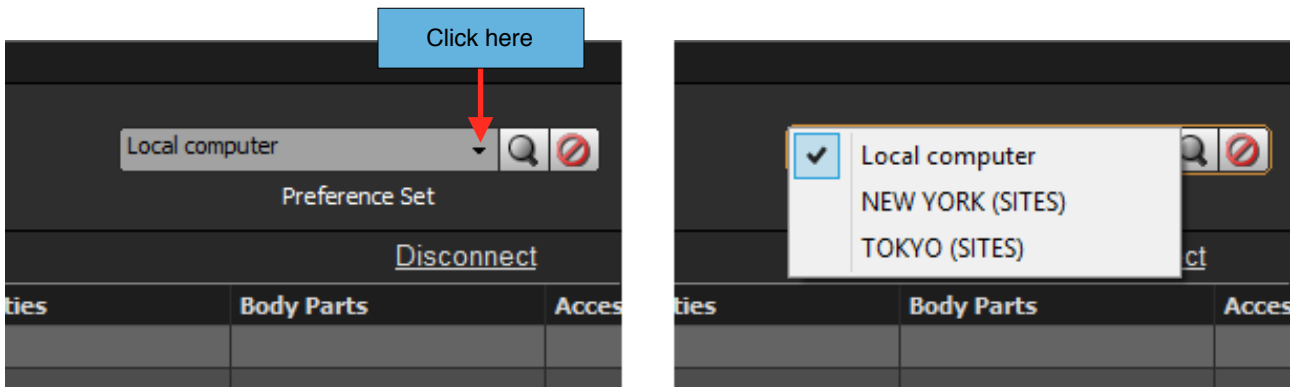 Click here
Local computer
Preference Set
Disconnect
ties Body Parts Acces
Local computer
NEW YORK (SITES)
TOKYO (SITES)
ct
ties Body Parts Acces